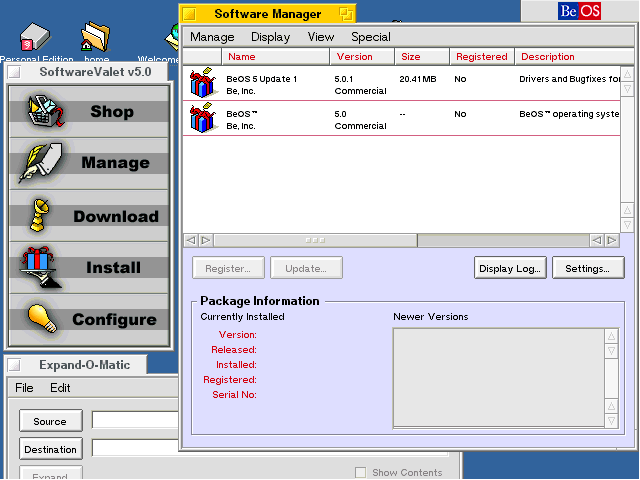 Software Manager
Be OS
Manage Display View Special
Personal Edition home Welcome
SoftwareValet v5.0
Name Version Size Registered Description
BeOS 5 Update 1 5.0.1 20.41MB No Drivers and Bugfixes for
Be, Inc. Commercial
BeOS™ 5.0 -- No BeOS™ operating syste
Be, Inc. Commercial
Shop
Manage
Download
Install
Configure
Register... Update... Display Log... Settings...
Package Information
Currently Installed Newer Versions
Version:
Released:
Installed:
Registered:
Serial No:
Expand-O-Matic
File Edit
Source
Destination
Expand Show Contents